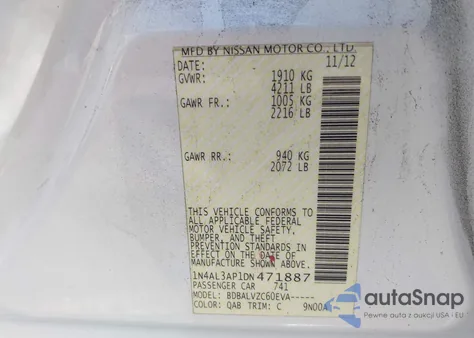 MFD BY NISSAN MOTOR CO., LTD.
DATE: 11/12
GVWR: 1910 KG
4211 LB
GAWR FR.: 1005 KG
2216 LB
GAWR RR.: 940 KG
2072 LB
THIS VEHICLE CONFORMS TO
ALL APPLICABLE FEDERAL
MOTOR VEHICLE SAFETY,
BUMPER, AND THEFT
PREVENTION STANDARDS IN
EFFECT ON THE DATE OF
MANUFACTURE SHOWN ABOVE.
1N4AL3AP1DN 471887
PASSENGER CAR 741
MODEL: BDBALVZC60EVA-----
COLOR: QAB TRIM: C 9N00A
autoSnap
Pewne auta z aukcji USA i EU